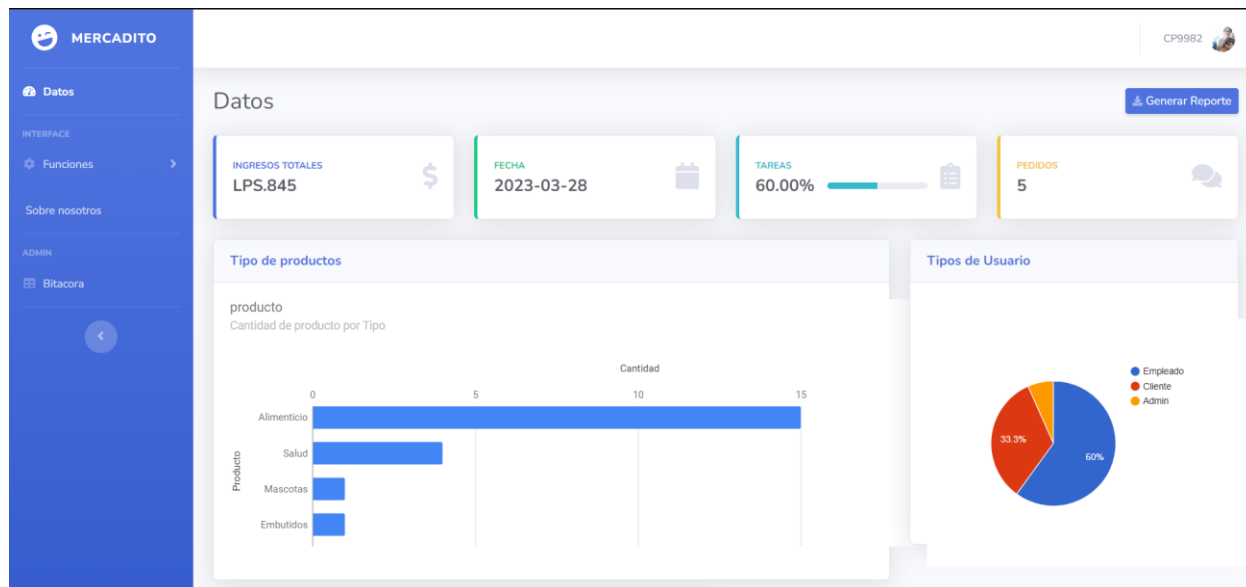 MERCADITO
CP9982
Datos
INTERFACE
Funciones
Sobre nosotros
ADMIN
Bitacora
Datos
Generar Reporte
INGRESOS TOTALES
LPS.845
FECHA
2023-03-28
TAREAS
60.00%
PEDIDOS
5
Tipo de productos
producto
Cantidad de producto por Tipo
Cantidad
0 5 10 15
Producto
Alimenticio
Salud
Mascotas
Embutidos
Tipos de Usuario
Empleado
Cliente
Admin
33.3%
60%